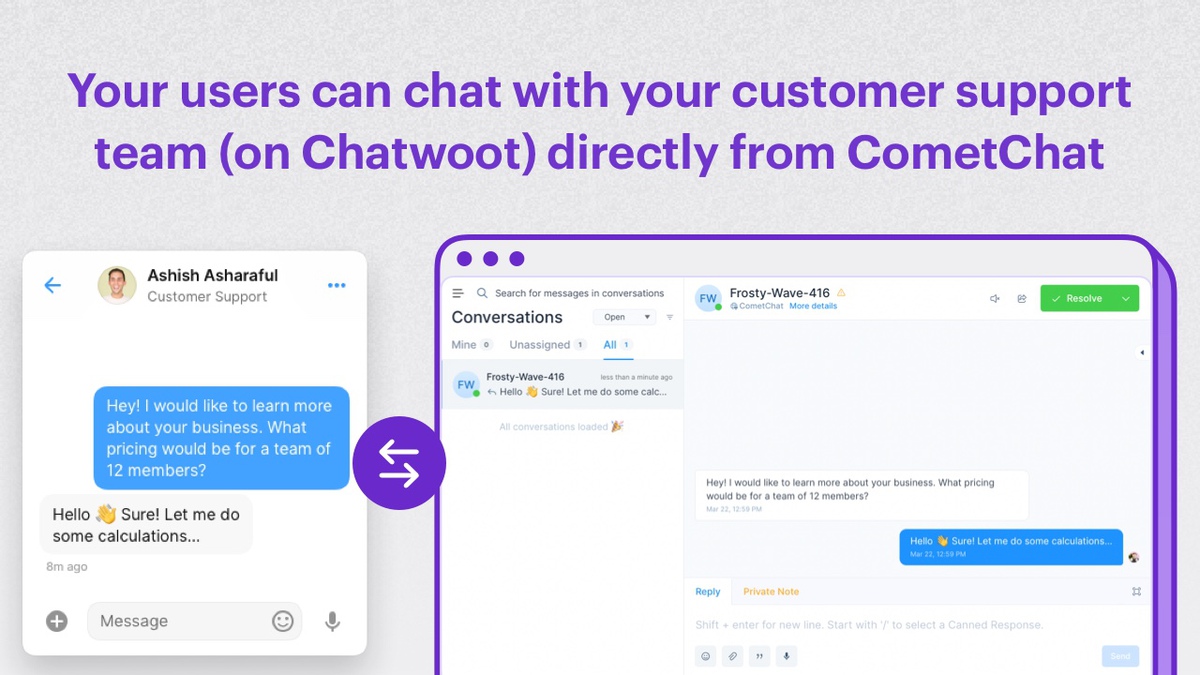 Your users can chat with your customer support
team (on Chatwoot) directly from CometChat
Ashish Asharaful
Customer Support
Hey! I would like to learn more
about your business. What
pricing would be for a team of
12 members?
Hello 👋 Sure! Let me do
some calculations...
8m ago
Message
Search for messages in conversations
Conversations
Open
Mine 0
Unassigned 1
All 1
FW
Frosty-Wave-416
less than a minute ago
Hello 👋 Sure! Let me do some calc...
All conversations loaded 🎉
FW
Frosty-Wave-416
CometChat More details
Resolve
Hey! I would like to learn more about your business. What pricing
would be for a team of 12 members?
Mar 22, 12:59 PM
Hello 👋 Sure! Let me do some calculations...
Mar 22, 12:59 PM
Reply
Private Note
Shift + enter for new line. Start with '/' to select a Canned Response.
Send